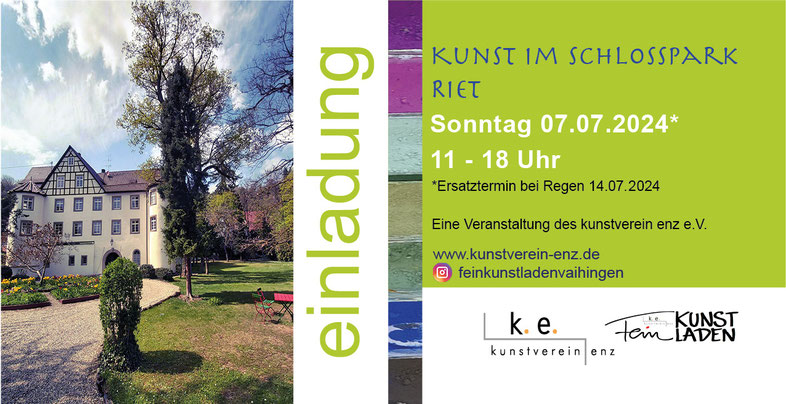 einladung
KUNST IM SCHLOSSPARK
RIET
Sonntag 07.07.2024*
11 - 18 Uhr
*Ersatztermin bei Regen 14.07.2024
Eine Veranstaltung des kunstverein enz e.V.
www.kunstverein-enz.de
feinkunstladenvaihingen
k. e.
kunstverein enz
k. e.
Fein KUNST
LADEN